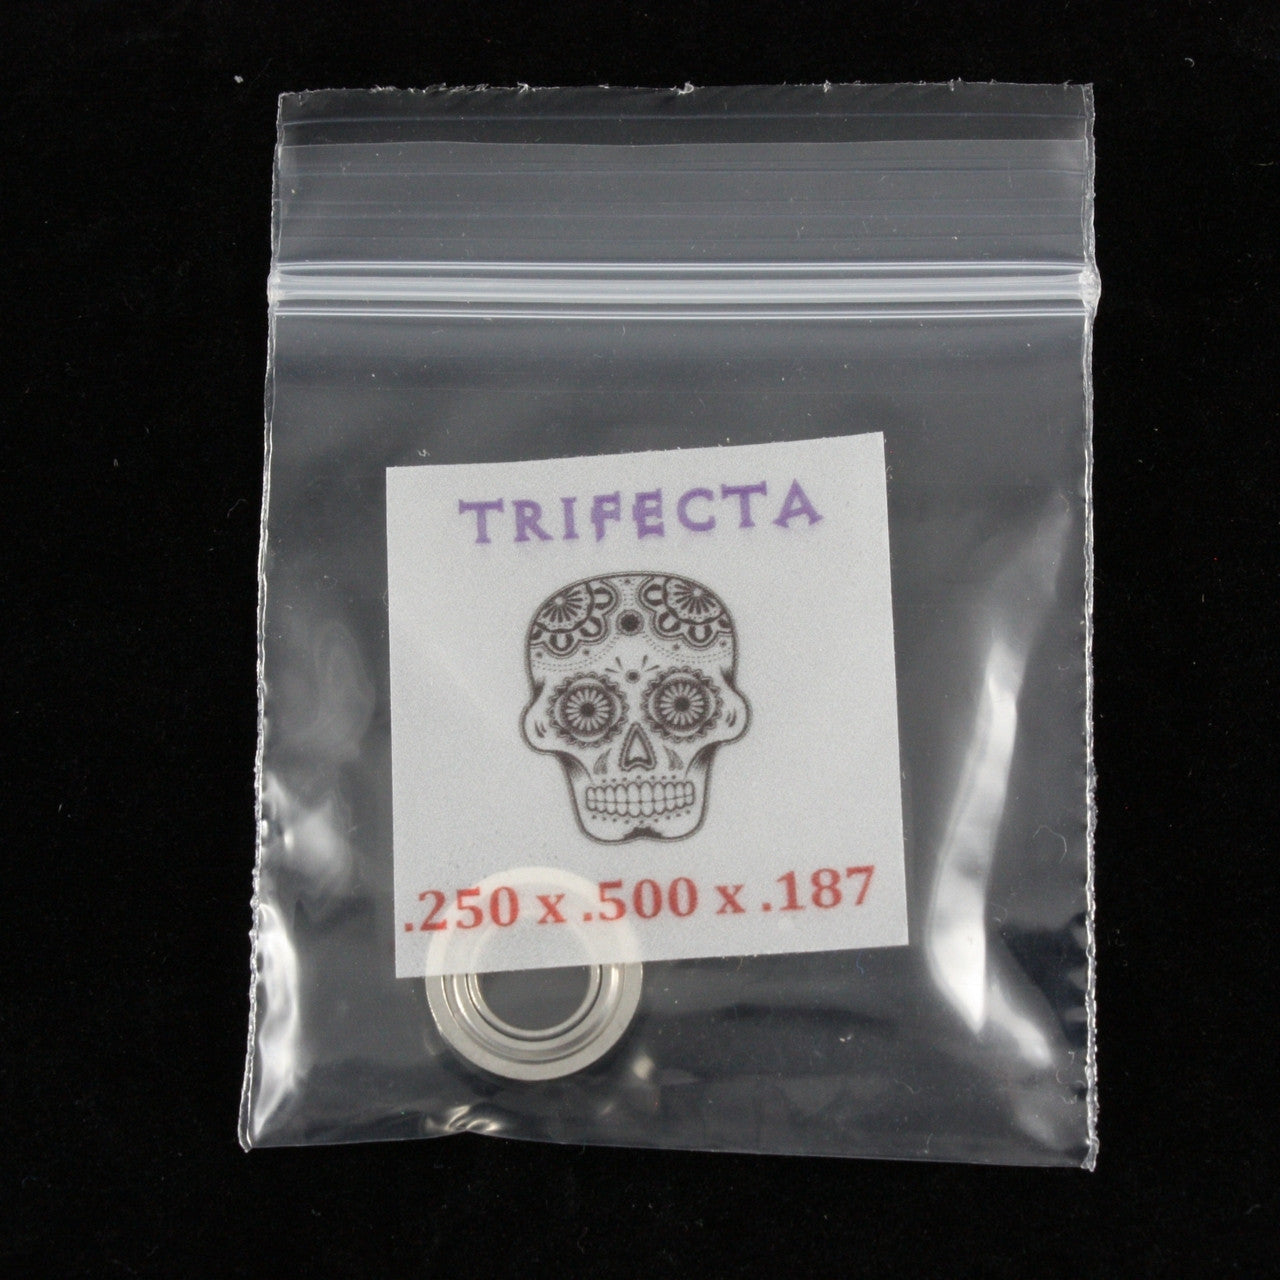 TRIFECTA
.250 x .500 x .187